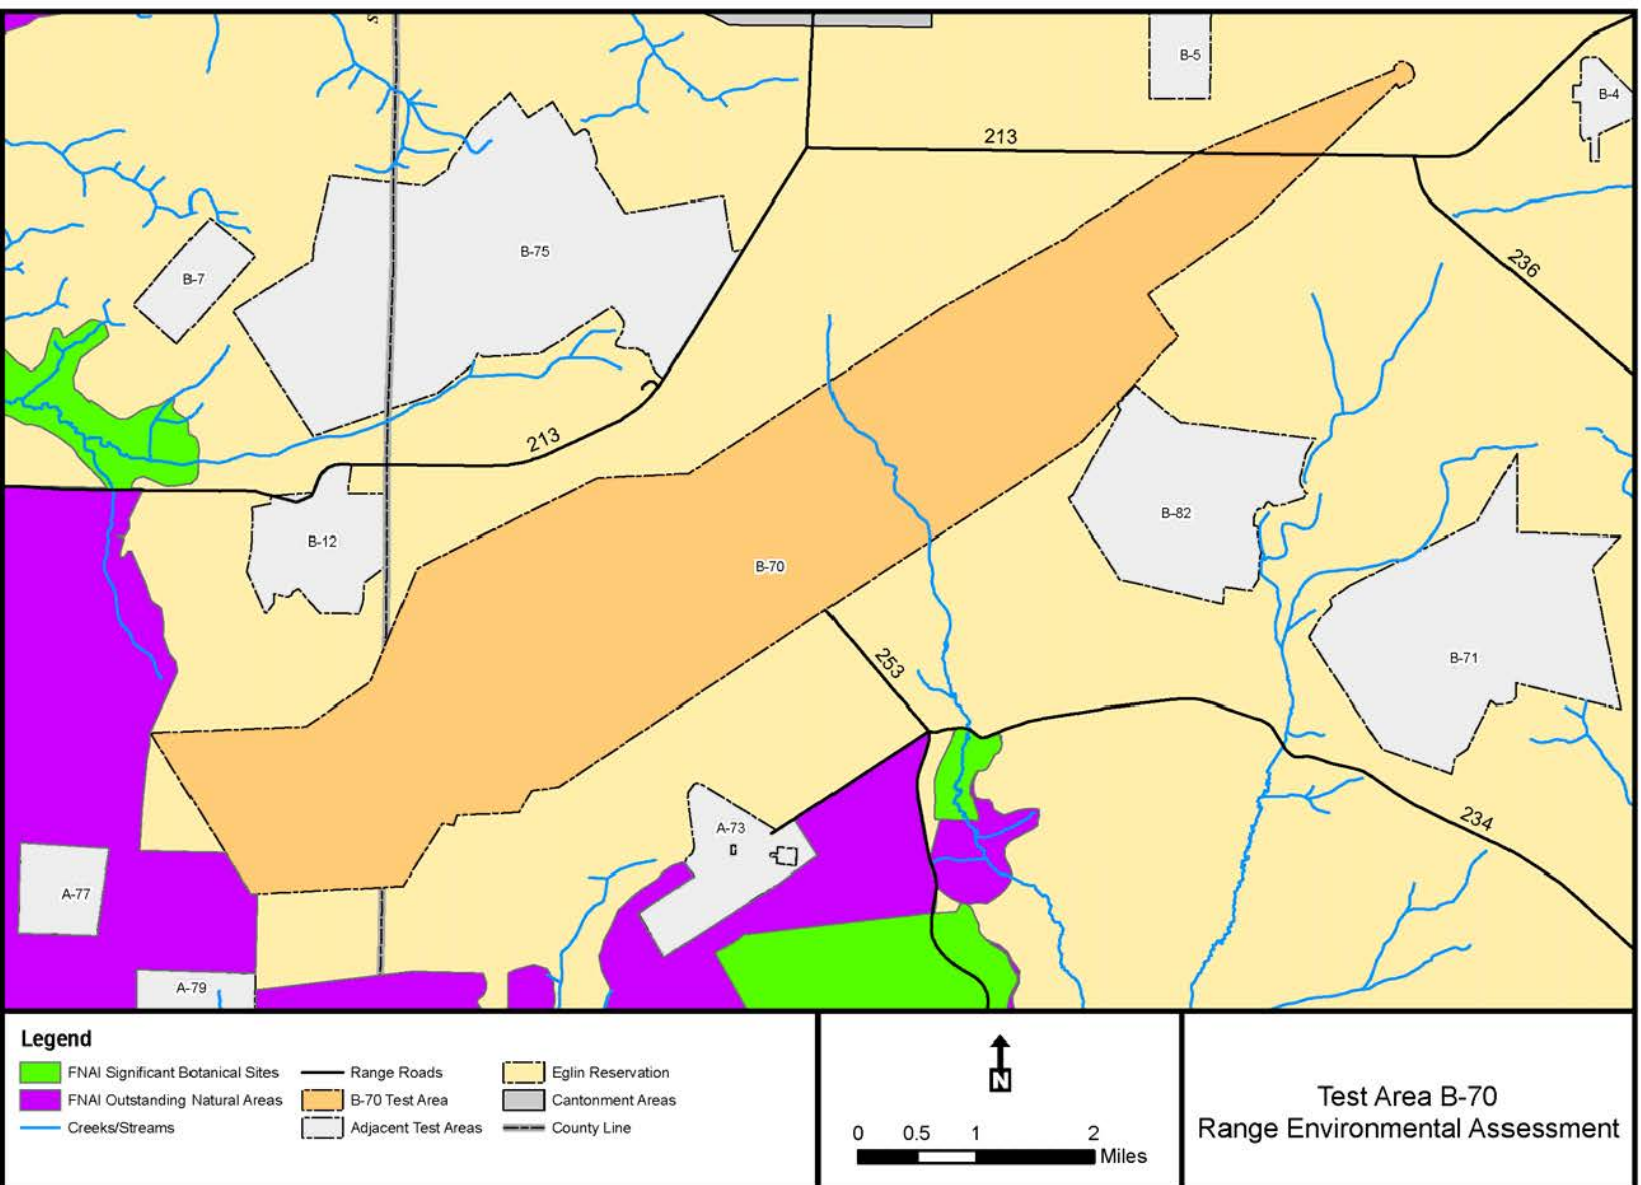 S
B-5
B-4
213
B-75
236
B-7
213
B-82
B-12
B-70
253
B-71
234
A-73
A-77
A-79
Legend
FNAI Significant Botanical Sites
Range Roads
Eglin Reservation
FNAI Outstanding Natural Areas
B-70 Test Area
Cantonment Areas
Creeks/Streams
Adjacent Test Areas
County Line
N
0 0.5 1 2
Miles
Test Area B-70
Range Environmental Assessment